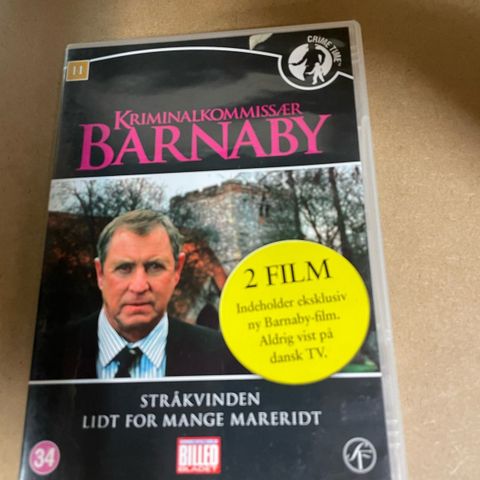 11
CRIME TIME
KRIMINALKOMMISSÆR
BARNABY
2 FILM
Indeholder eksklusiv
ny Barnaby-film.
Aldrig vist på
dansk TV.
STRÅKVINDEN
LIDT FOR MANGE MARERIDT
34
BILLED
BLADET
SF